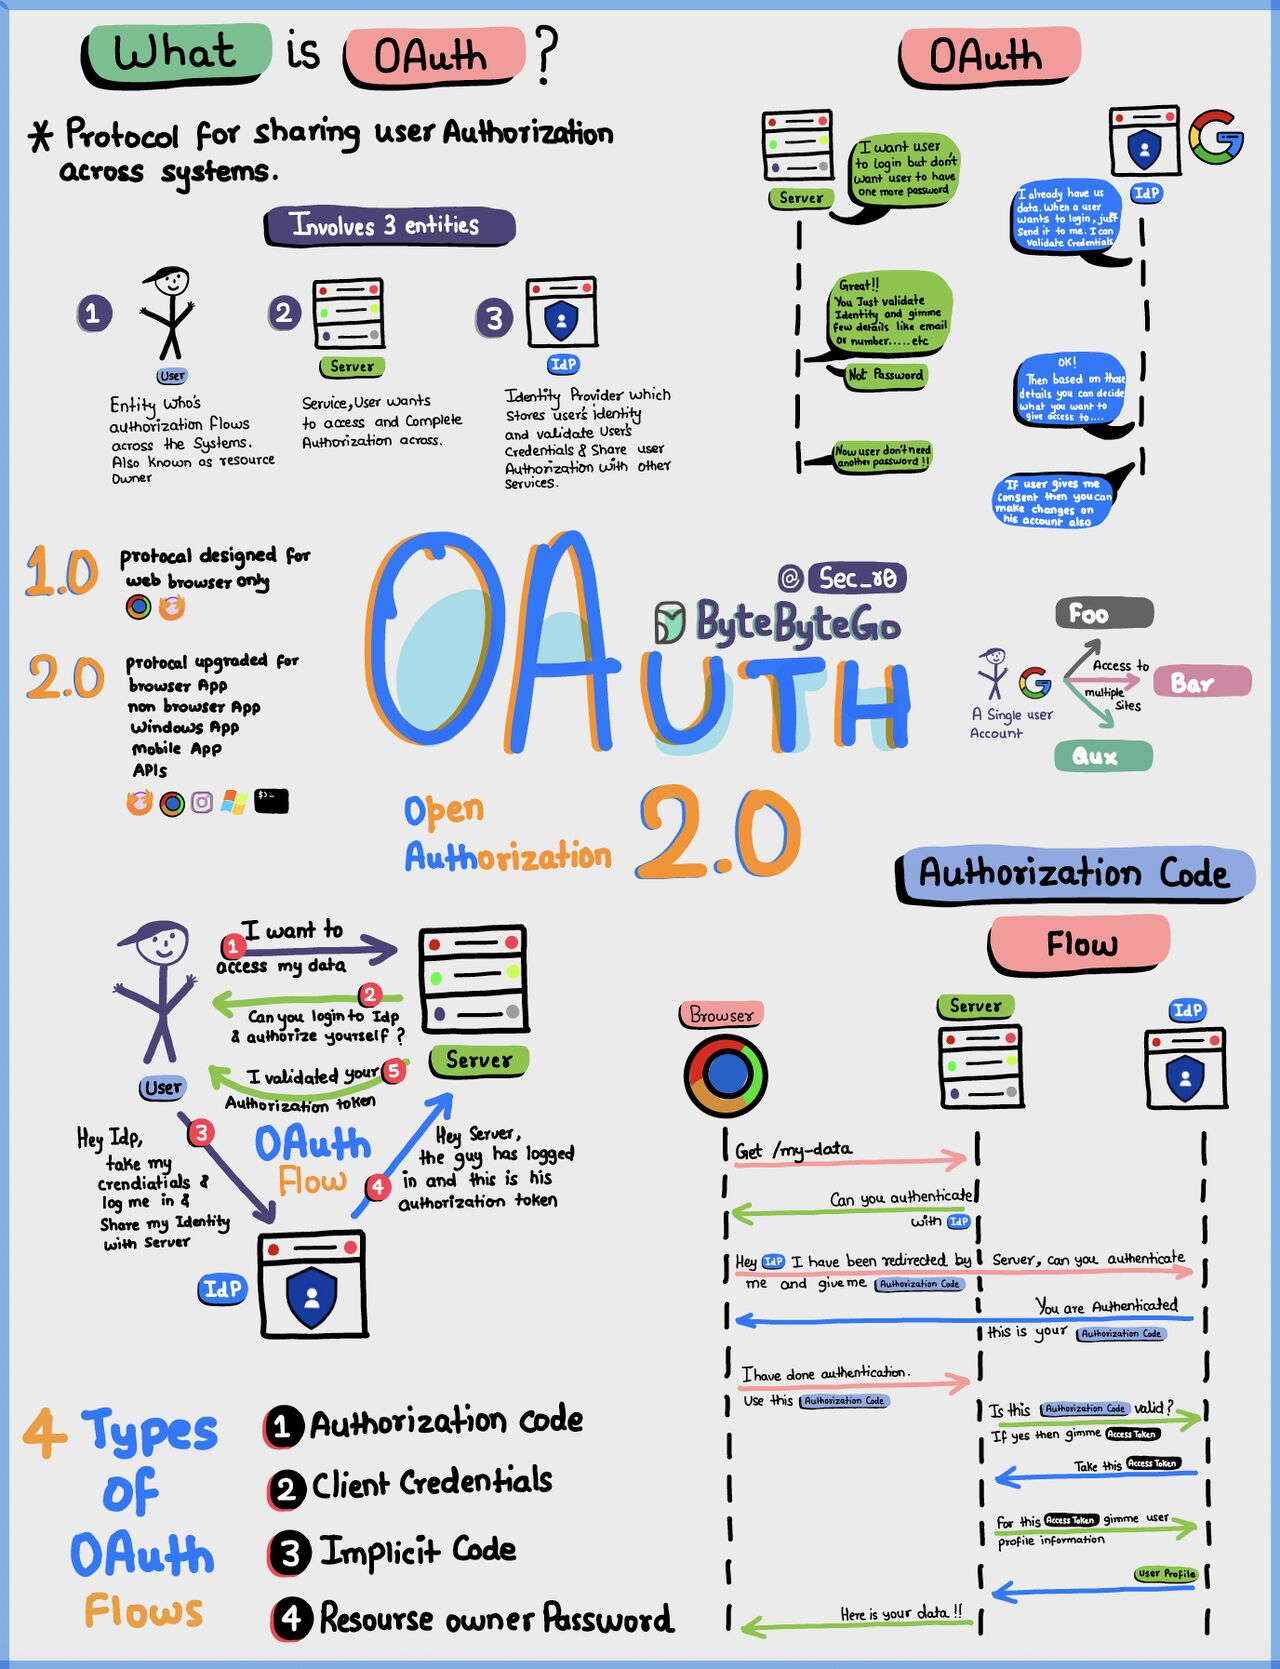 What is OAuth ?
* Protocol for sharing user Authorization
across systems.
Involves 3 entities
1
User
Entity Who's
authorization Flows
across the Systems.
Also Known as resource
Owner
2
Server
Service, User wants
to access and Complete
Authorization across.
3
IdP
Identity Provider which
Stores user's identity
and validate User's
Credentials & Share user
Authorization with other
Services.
OAuth
Server
I want user
to login but don't
want user to have
one more password
G
IdP
I already have us
data. When a user
wants to login, just
Send it to me. I can
Validate Credentials
Great!!
You Just validate
Identity and gimme
few details like email
or number.....etc
Not Password
OK!
Then based on those
details you can decide
what you want to
give access to....
Now user don't need
another password !!
If user gives me
Consent then you can
make changes on
his account also
1.0
protocal designed for
web browser only
2.0
protocal upgraded for
browser App
non browser App
Windows App
mobile App
APIs
$>_
OAUTH
@ Sec_r0
ByteByteGo
Open
Authorization
2.0
A Single user
Account
G
Access to
multiple
Sites
Foo
Bar
Qux
User
1
I want to
access my data
2
Can you login to Idp
& authorize yourself ?
Server
5
I validated your
Authorization token
3
Hey Idp,
take my
crendiatials &
log me in &
Share my Identity
with Server
OAuth
Flow
4
Hey Server,
the guy has logged
in and this is his
authorization token
IdP
Authorization Code
Flow
Browser
Server
IdP
Get /my-data
Can you authenticate
with IdP
Hey IdP I have been redirected by Server, can you authenticate
me and give me Authorization Code
You are Authenticated
this is your Authorization Code
I have done authentication.
Use this Authorization Code
Is this Authorization Code valid?
If yes then gimme Access Token
Take this Access Token
For this Access Token gimme user
profile information
User Profile
Here is your data !!
4 Types
of
OAuth
Flows
1 Authorization code
2 Client Credentials
3 Implicit Code
4 Resourse owner Password